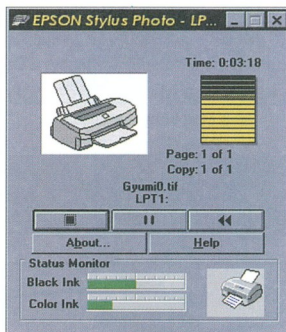 EPSON Stylus Photo - LP...
Time: 0:03:18
Page: 1 of 1
Copy: 1 of 1
Gyumi0.tif
LPT1:
About...
Help
Status Monitor
Black Ink
Color Ink